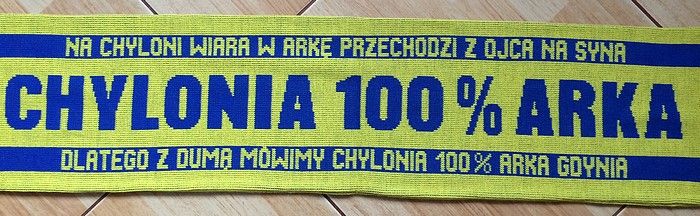 NA CHYLONI WIARA W ARKĘ PRZECHODZI Z OJCA NA SYNA
CHYLONIA 100% ARKA
DLATEGO Z DUMĄ MÓWIMY CHYLONIA 100% ARKA GDYNIA